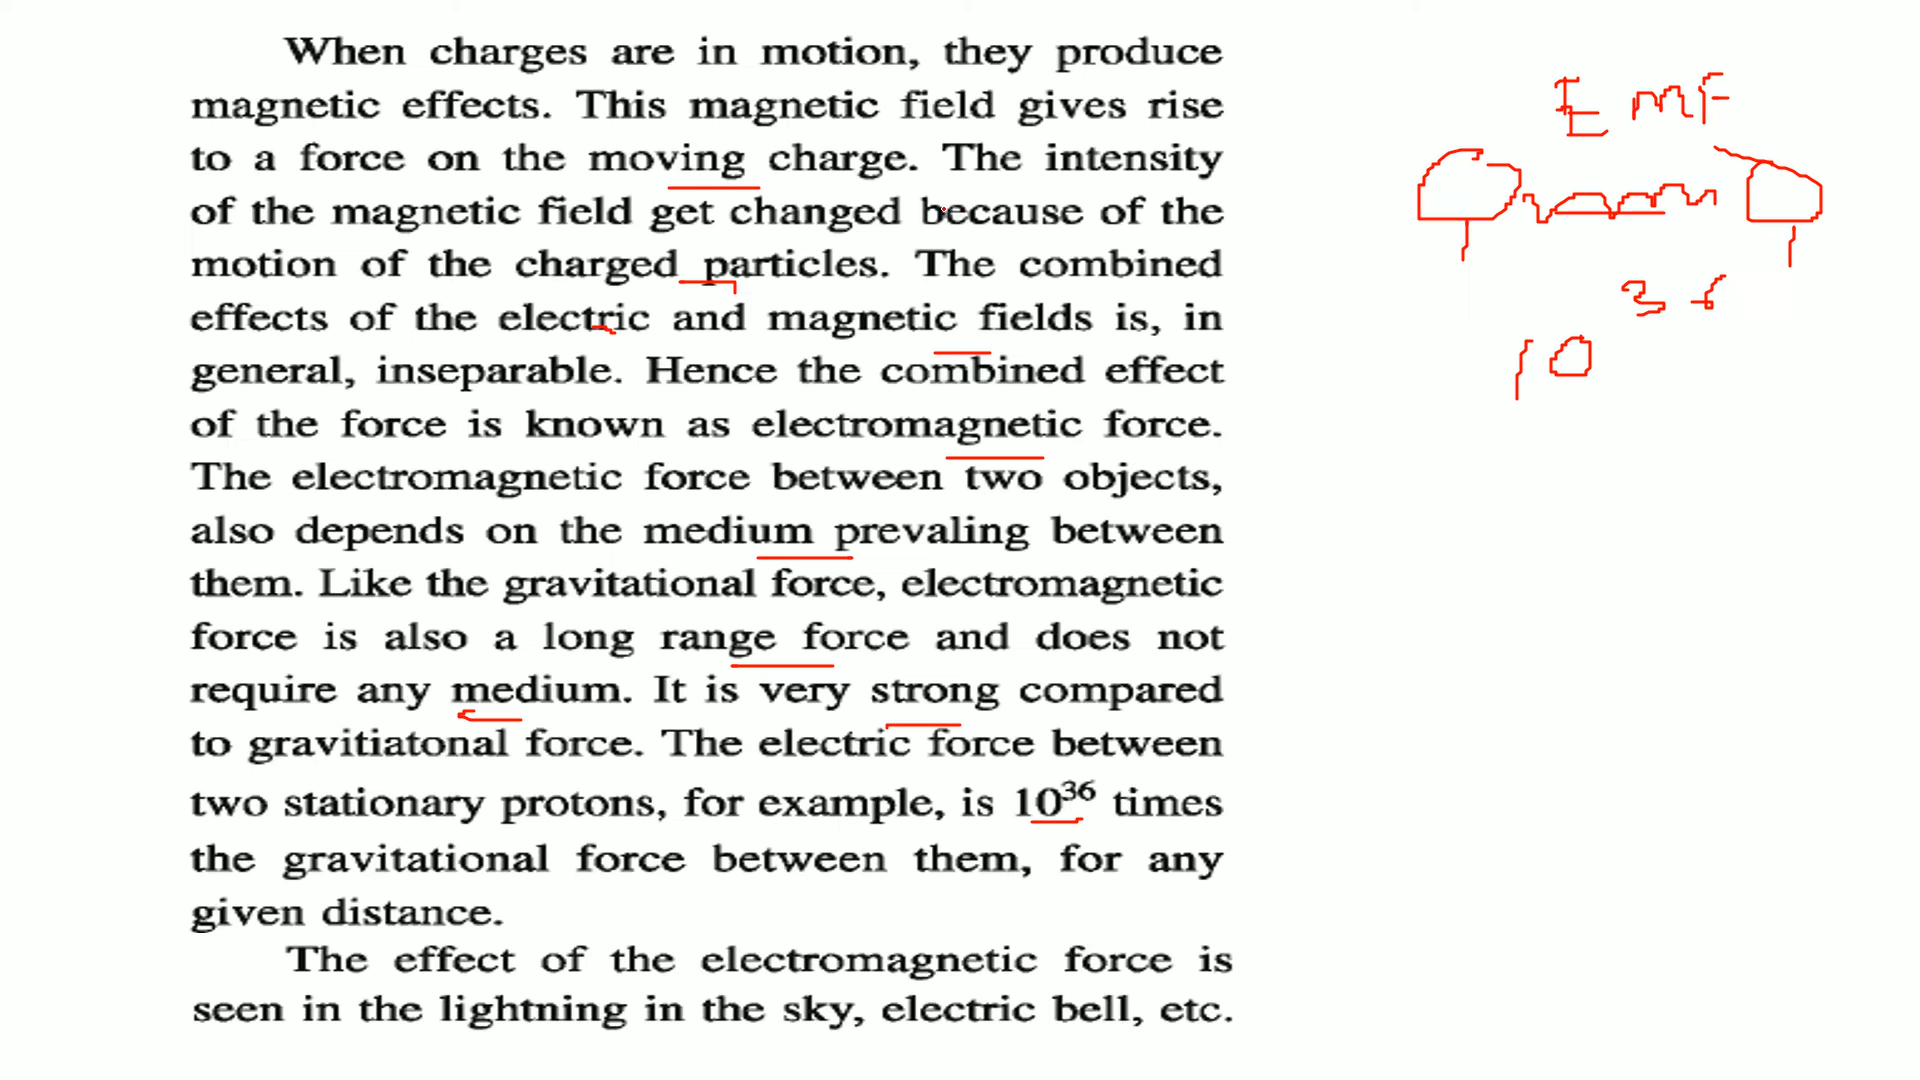 When charges are in motion, they produce
magnetic effects. This magnetic field gives rise
to a force on the moving charge. The intensity
of the magnetic field get changed because of the
motion of the charged particles. The combined
effects of the electric and magnetic fields is, in
general, inseparable. Hence the combined effect
of the force is known as electromagnetic force.
The electromagnetic force between two objects,
also depends on the medium prevaling between
them. Like the gravitational force, electromagnetic
force is also a long range force and does not
require any medium. It is very strong compared
to gravitiatonal force. The electric force between
two stationary protons, for example, is 10³⁶ times
the gravitational force between them, for any
given distance.
The effect of the electromagnetic force is
seen in the lightning in the sky, electric bell, etc.
EMF
10³⁶